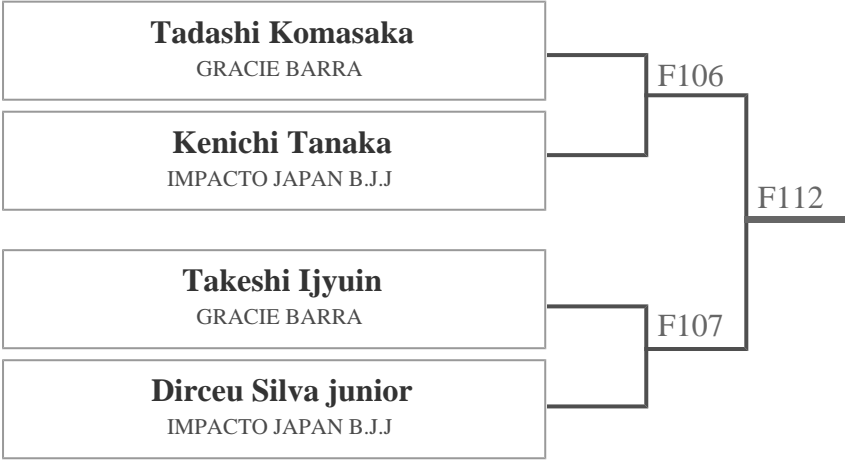 Tadashi Komasaka
GRACIE BARRA
F106
Kenichi Tanaka
IMPACTO JAPAN B.J.J
F112
Takeshi Ijyuin
GRACIE BARRA
F107
Dirceu Silva junior
IMPACTO JAPAN B.J.J